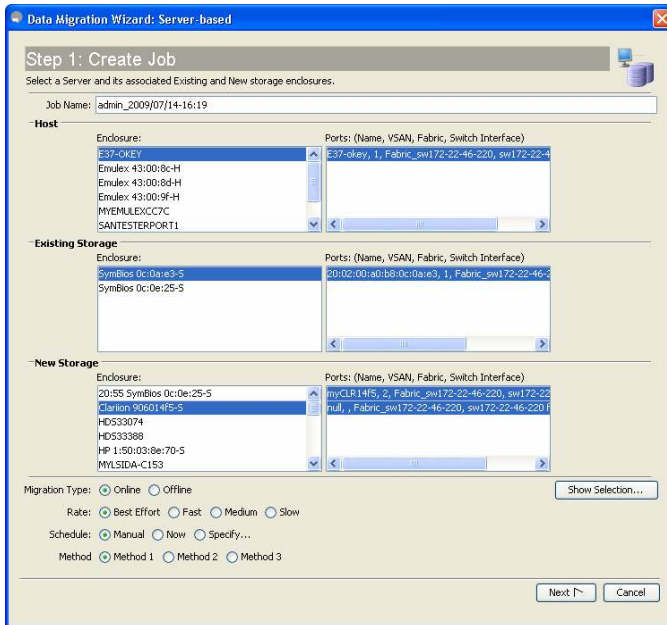 Data Migration Wizard: Server-based
Step 1: Create Job
Select a Server and its associated Existing and New storage enclosures.
Job Name: admin_2009/07/14-16:19
Host
Enclosure:
Ports: (Name, VSAN, Fabric, Switch Interface)
E37-OKEY
Emulex 43:00:8c-H
Emulex 43:00:8d-H
Emulex 43:00:9f-H
MYEMULEXCC7C
SANTESTERPORT1
E37-okey, 1, Fabric_sw172-22-46-220, sw172-22-4
Existing Storage
Enclosure:
Ports: (Name, VSAN, Fabric, Switch Interface)
SymBios 0c:0a:e3-S
SymBios 0c:0e:25-S
20:02:00:a0:b8:0c:0a:e3, 1, Fabric_sw172-22-46-2
New Storage
Enclosure:
Ports: (Name, VSAN, Fabric, Switch Interface)
20:55 SymBios 0c:0e:25-S
Clariion 906014f5-S
HDS33074
HDS33388
HP 1:50:03:8e:70-S
MYLSIDA-C153
myCLR14f5, 2, Fabric_sw172-22-46-220, sw172-22
null, , Fabric_sw172-22-46-220, sw172-22-46-220 f
Migration Type: Online Offline
Show Selection...
Rate: Best Effort Fast Medium Slow
Schedule: Manual Now Specify...
Method Method 1 Method 2 Method 3
Next Cancel